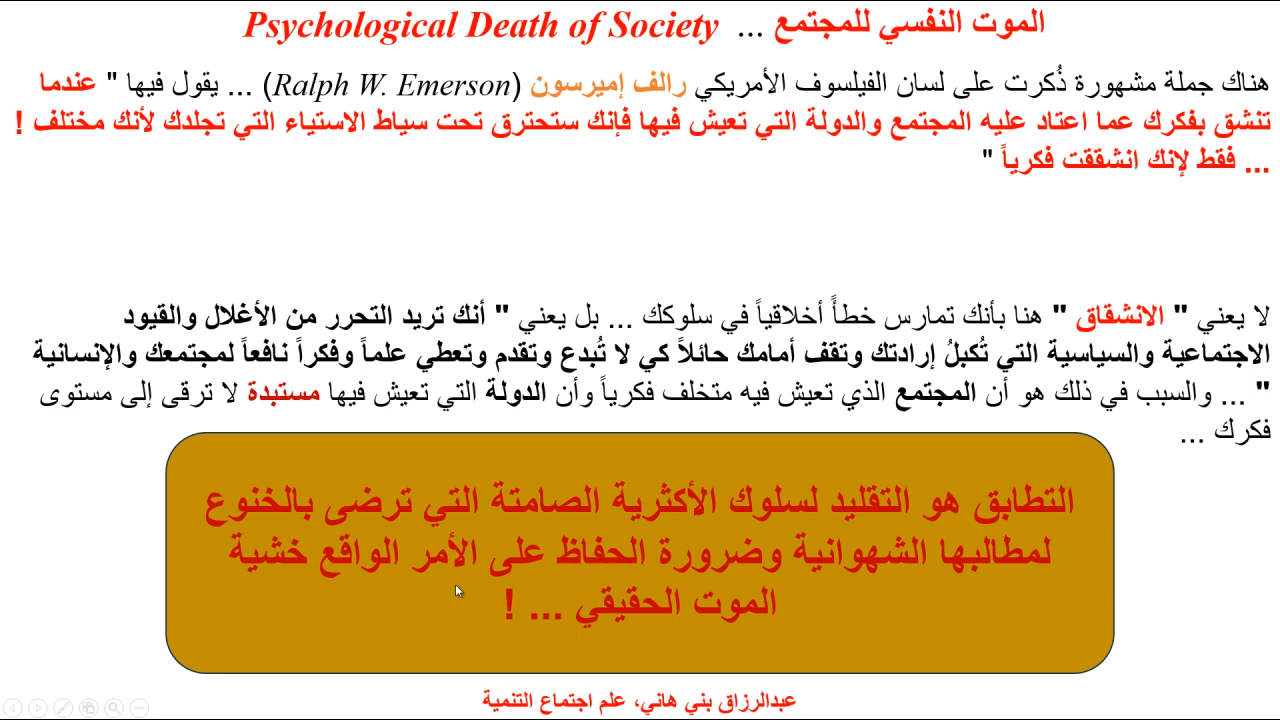 الموت النفسي للمجتمع ... Psychological Death of Society
هناك جملة مشهورة ذُكرت على لسان الفيلسوف الأمريكي رالف إميرسون (Ralph W. Emerson) ... يقول فيها " عندما
تنشق بفكرك عما اعتاد عليه المجتمع والدولة التي تعيش فيها فإنك ستحترق تحت سياط الاستياء التي تجلدك لأنك مختلف !
... فقط لإنك انشققت فكرياً "
لا يعني " الانشقاق " هنا بأنك تمارس خطأً أخلاقياً في سلوكك ... بل يعني " أنك تريد التحرر من الأغلال والقيود
الاجتماعية والسياسية التي تُكبلُ إرادتك وتقف أمامك حائلاً كي لا تُبدع وتقدم وتعطي علماً وفكراً نافعاً لمجتمعك والإنسانية
" ... والسبب في ذلك هو أن المجتمع الذي تعيش فيه متخلف فكرياً وأن الدولة التي تعيش فيها مستبدة لا ترقى إلى مستوى
فكرك ...
التطابق هو التقليد لسلوك الأكثرية الصامتة التي ترضى بالخنوع
لمطالبها الشهوانية وضرورة الحفاظ على الأمر الواقع خشية
الموت الحقيقي ... !
عبدالرزاق بني هاني، علم اجتماع التنمية